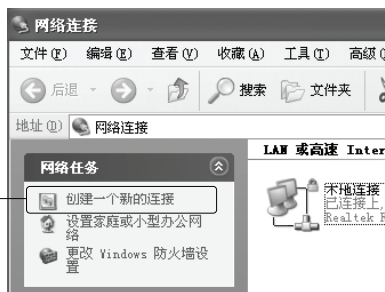 网络连接
文件(F) 编辑(E) 查看(V) 收藏(A) 工具(T) 高级(
后退 搜索 文件夹
地址(D) 网络连接
网络任务
创建一个新的连接
设置家庭或小型办公网
络
更改 Windows 防火墙设
置
LAN 或高速 Inter
本地连接
已连接上,
Realtek R